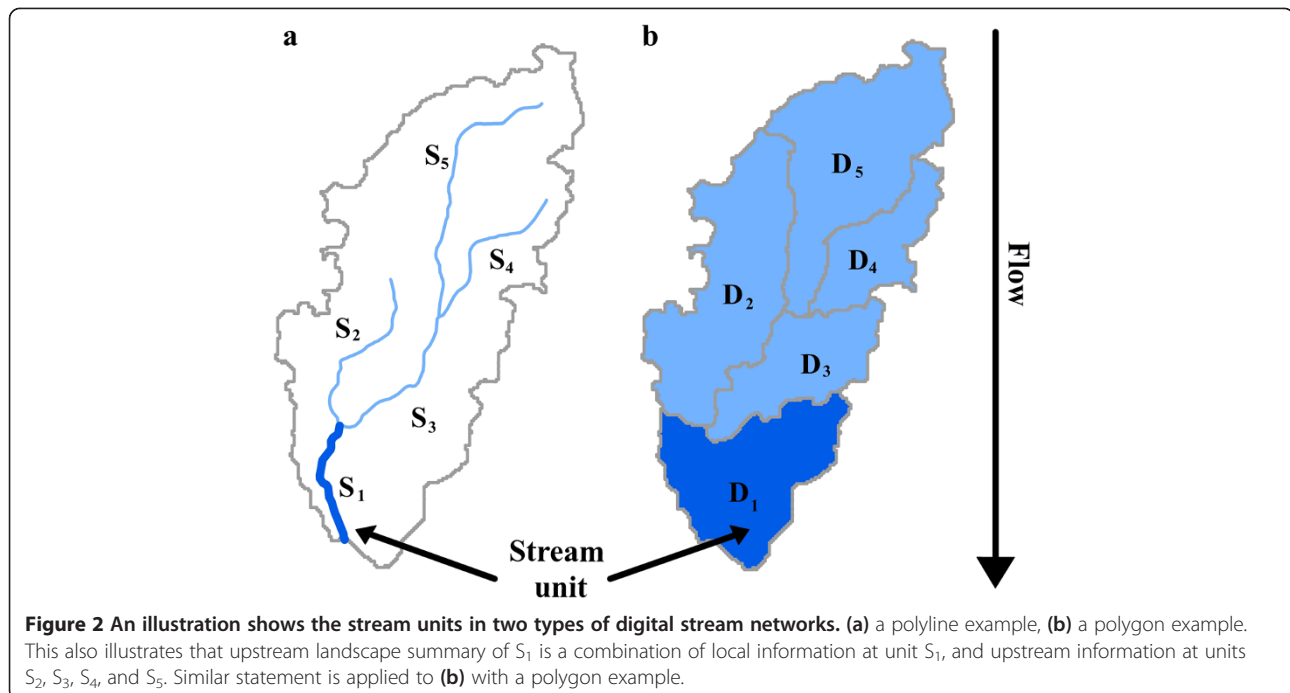 a
b
S5
D5
S4
D4
Flow
S2
D2
D3
S3
S1
D1
Stream
unit
Figure 2 An illustration shows the stream units in two types of digital stream networks. (a) a polyline example, (b) a polygon example.
This also illustrates that upstream landscape summary of S1 is a combination of local information at unit S1, and upstream information at units
S2, S3, S4, and S5. Similar statement is applied to (b) with a polygon example.